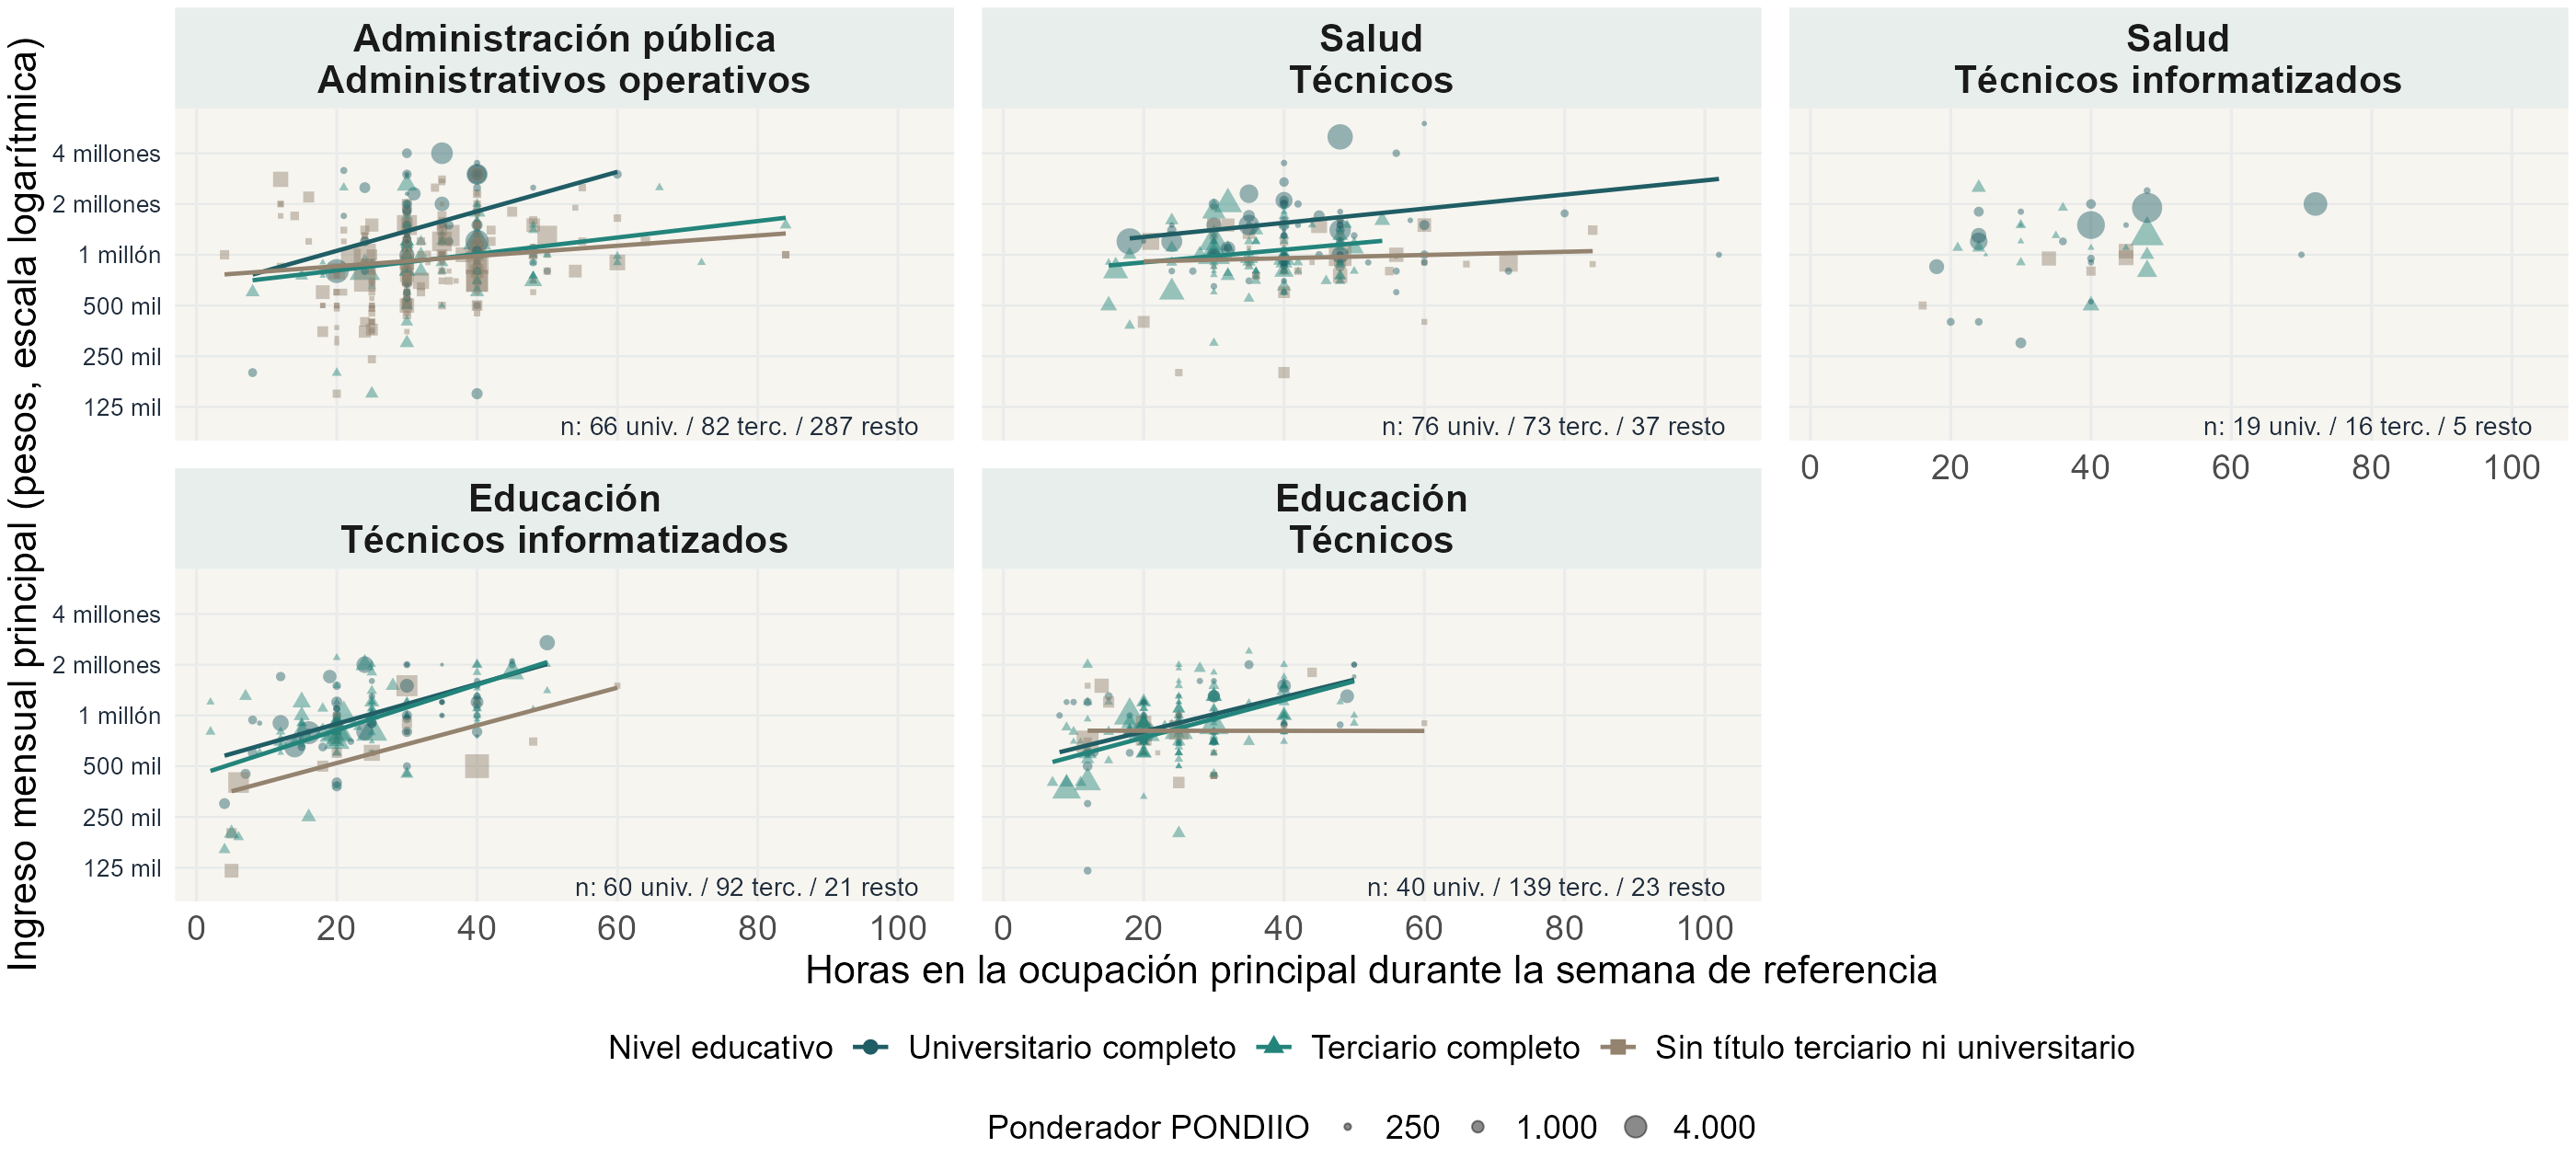 Administración pública
Administrativos operativos
Salud
Técnicos
Salud
Técnicos informatizados
Ingreso mensual principal (pesos, escala logarítmica)
4 millones
2 millones
1 millón
500 mil
250 mil
125 mil
n: 66 univ. / 82 terc. / 287 resto
n: 76 univ. / 73 terc. / 37 resto
n: 19 univ. / 16 terc. / 5 resto
0 20 40 60 80 100
Educación
Técnicos informatizados
Educación
Técnicos
4 millones
2 millones
1 millón
500 mil
250 mil
125 mil
n: 60 univ. / 92 terc. / 21 resto
n: 40 univ. / 139 terc. / 23 resto
0 20 40 60 80 100
0 20 40 60 80 100
Horas en la ocupación principal durante la semana de referencia
Nivel educativo Universitario completo Terciario completo Sin título terciario ni universitario
Ponderador PONDIIO 250 1.000 4.000